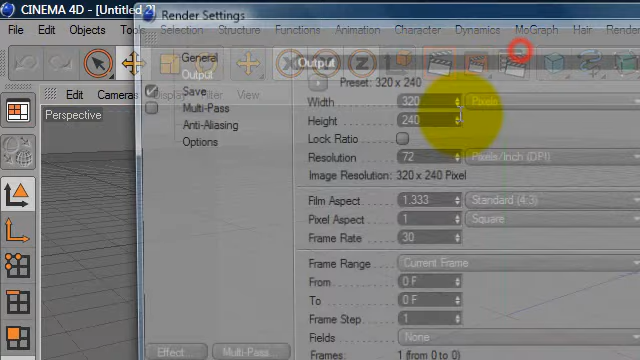 CINEMA 4D - [Untitled 2]
Render Settings
File Edit Objects Tools Selection Structure Functions Animation Character Dynamics MoGraph Hair
General
Output
Save
Multi-Pass
Anti-Aliasing
Options
Output
Preset: 320 x 240
Width 320 Pixels
Height 240
Lock Ratio
Resolution 72 Pixels/Inch (DPI)
Image Resolution: 320 x 240 Pixel
Film Aspect 1.333 Standard (4:3)
Pixel Aspect 1 Square
Frame Rate 30
Frame Range Current Frame
From 0 F
To 0 F
Frame Step 1
Fields None
Frames: 1 (from 0 to 0)
Edit Cameras Display View
Perspective
Effect... Multi-Pass...